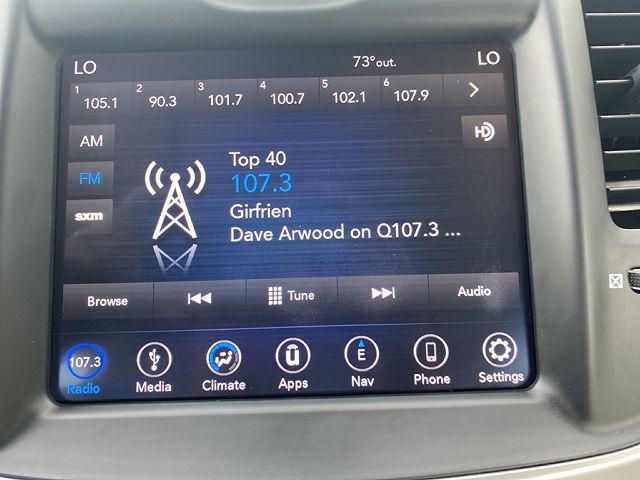 LO 73°out. LO
1 105.1 2 90.3 3 101.7 4 100.7 5 102.1 6 107.9
AM
HD
FM
sxm
Top 40
107.3
Girlfrien
Dave Arwood on Q107.3 ...
Browse Tune Audio
107.3 E
Radio Media Climate Apps Nav Phone Settings